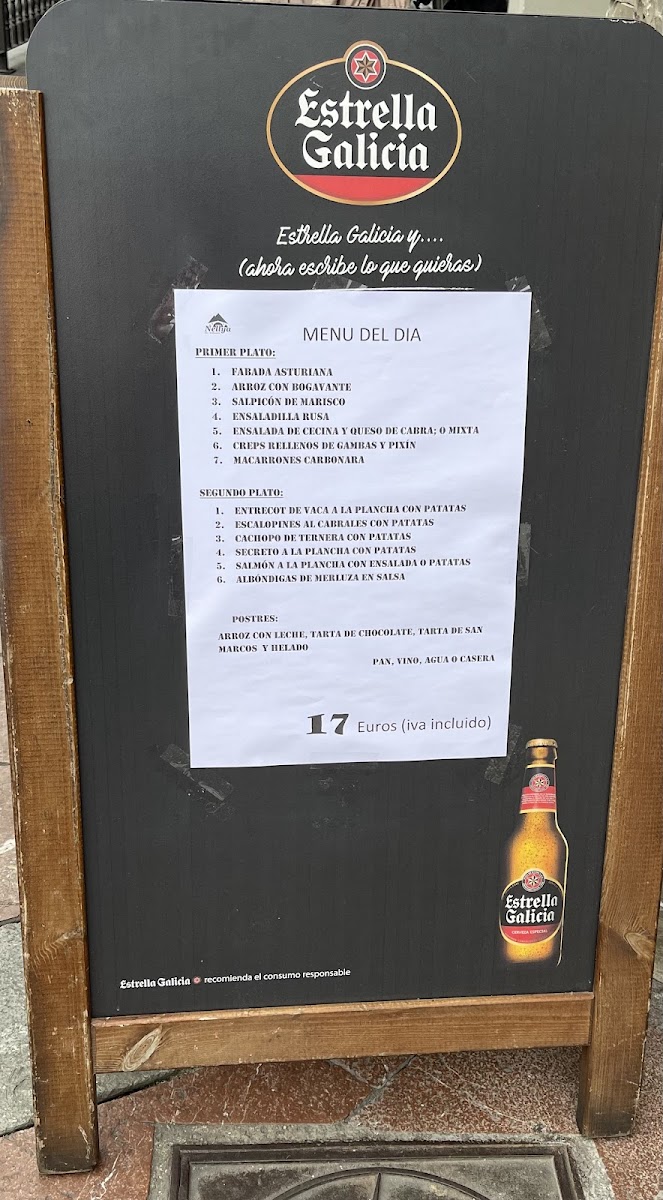 Estrella
Galicia
Estrella Galicia y....
(ahora escribe lo que quieras)
Nellya
MENU DEL DIA
PRIMER PLATO:
1. FABADA ASTURIANA
2. ARROZ CON BOGAVANTE
3. SALPICÓN DE MARISCO
4. ENSALADILLA RUSA
5. ENSALADA DE CECINA Y QUESO DE CABRA; O MIXTA
6. CREPS RELLENOS DE GAMBAS Y PIXÍN
7. MACARRONES CARBONARA
SEGUNDO PLATO:
1. ENTRECOT DE VACA A LA PLANCHA CON PATATAS
2. ESCALOPINES AL CABRALES CON PATATAS
3. CACHOPO DE TERNERA CON PATATAS
4. SECRETO A LA PLANCHA CON PATATAS
5. SALMÓN A LA PLANCHA CON ENSALADA O PATATAS
6. ALBÓNDIGAS DE MERLUZA EN SALSA
POSTRES:
ARROZ CON LECHE, TARTA DE CHOCOLATE, TARTA DE SAN
MARCOS Y HELADO
PAN, VINO, AGUA O CASERA
17 Euros (iva incluido)
Estrella
Galicia
CERVEZA ESPECIAL
Estrella Galicia recomienda el consumo responsable